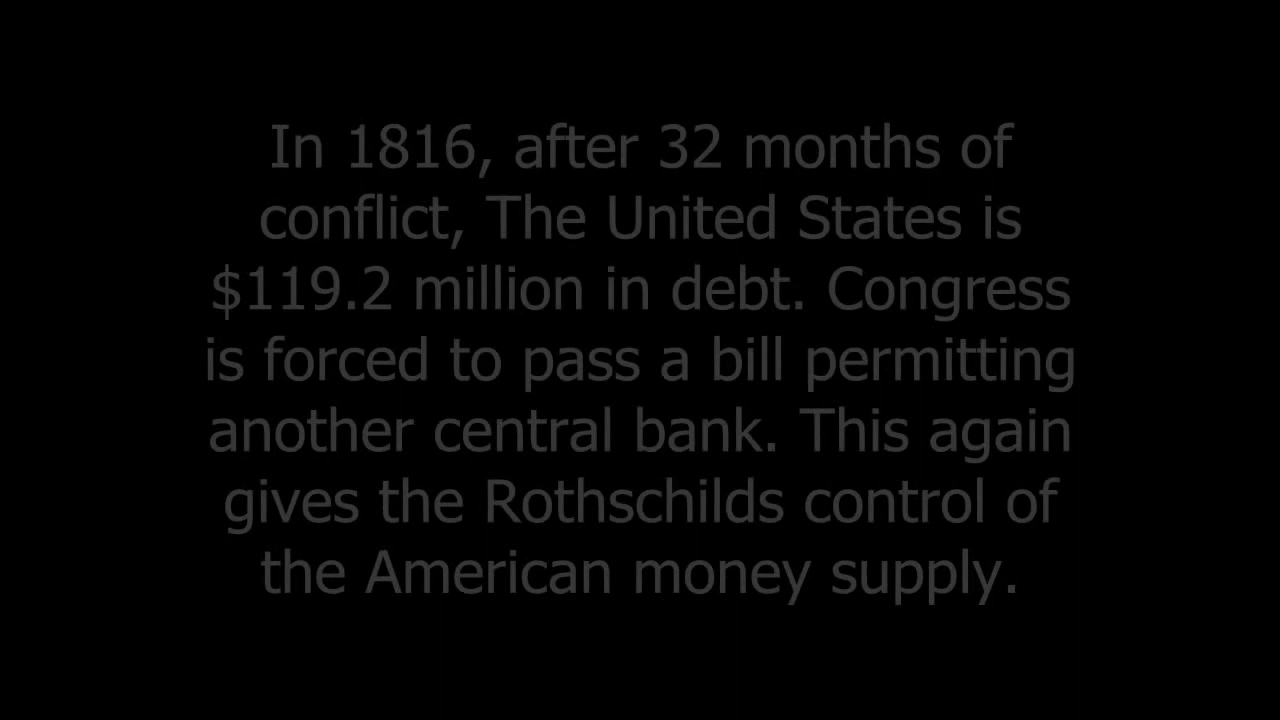 In 1816, after 32 months of
conflict, The United States is
$119.2 million in debt. Congress
is forced to pass a bill permitting
another central bank. This again
gives the Rothschilds control of
the American money supply.